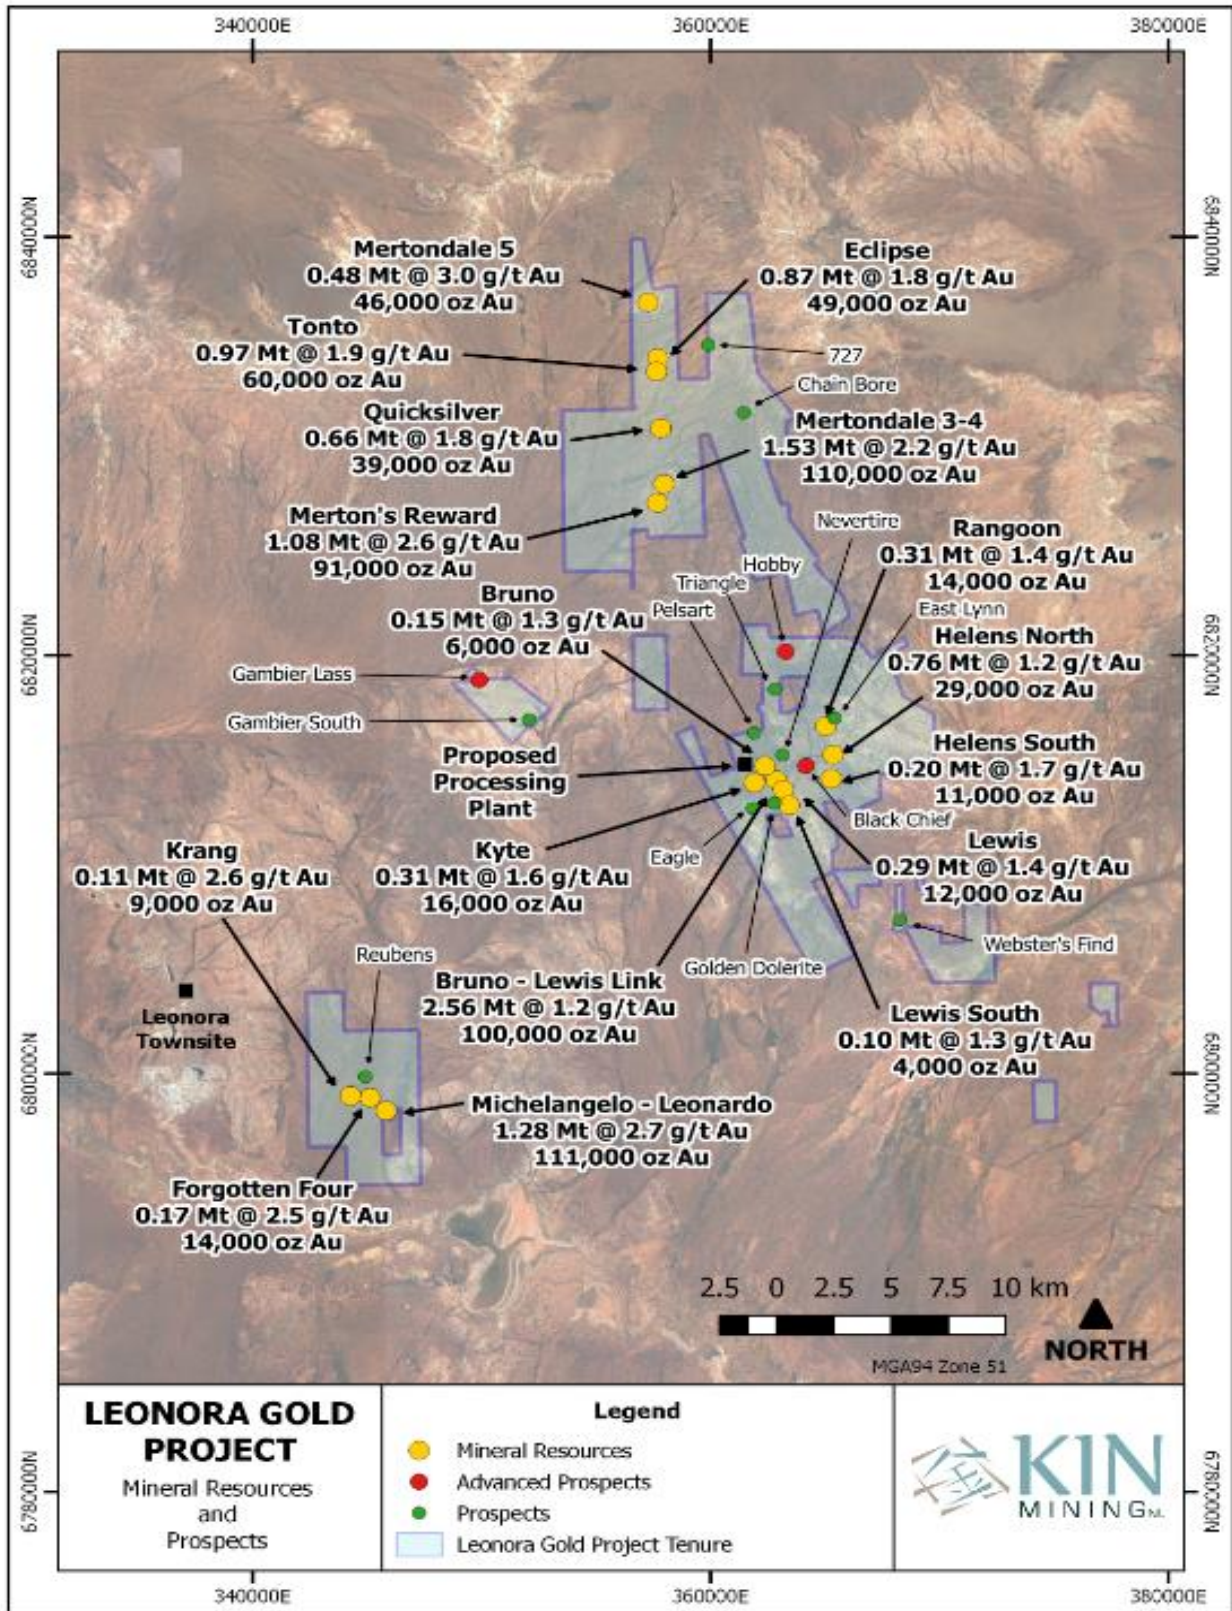 340000E
360000E
380000E
6840000N
6840000N
Mertondale 5
0.48 Mt @ 3.0 g/t Au
46,000 oz Au
Eclipse
0.87 Mt @ 1.8 g/t Au
49,000 oz Au
Tonto
0.97 Mt @ 1.9 g/t Au
60,000 oz Au
727
Chain Bore
Quicksilver
0.66 Mt @ 1.8 g/t Au
39,000 oz Au
Mertondale 3-4
1.53 Mt @ 2.2 g/t Au
110,000 oz Au
Merton's Reward
1.08 Mt @ 2.6 g/t Au
91,000 oz Au
Nevertire
Rangoon
0.31 Mt @ 1.4 g/t Au
14,000 oz Au
Hobby
Triangle
Pelsart
Bruno
0.15 Mt @ 1.3 g/t Au
6,000 oz Au
East Lynn
6820000N
6820000N
Helens North
0.76 Mt @ 1.2 g/t Au
29,000 oz Au
Gambier Lass
Gambier South
Proposed
Processing
Plant
Helens South
0.20 Mt @ 1.7 g/t Au
11,000 oz Au
Black Chief
Krang
0.11 Mt @ 2.6 g/t Au
9,000 oz Au
Kyte
0.31 Mt @ 1.6 g/t Au
16,000 oz Au
Eagle
Lewis
0.29 Mt @ 1.4 g/t Au
12,000 oz Au
Reubens
Golden Dolerite
Webster's Find
Leonora
Townsite
Bruno - Lewis Link
2.56 Mt @ 1.2 g/t Au
100,000 oz Au
Lewis South
0.10 Mt @ 1.3 g/t Au
4,000 oz Au
6800000N
6800000N
Michelangelo - Leonardo
1.28 Mt @ 2.7 g/t Au
111,000 oz Au
Forgotten Four
0.17 Mt @ 2.5 g/t Au
14,000 oz Au
2.5 0 2.5 5 7.5 10 km
NORTH
MGA94 Zone 51
LEONORA GOLD
PROJECT
Mineral Resources
and
Prospects
Legend
Mineral Resources
Advanced Prospects
Prospects
Leonora Gold Project Tenure
KIN
MINING NL
6780000N
6780000N
340000E
360000E
380000E